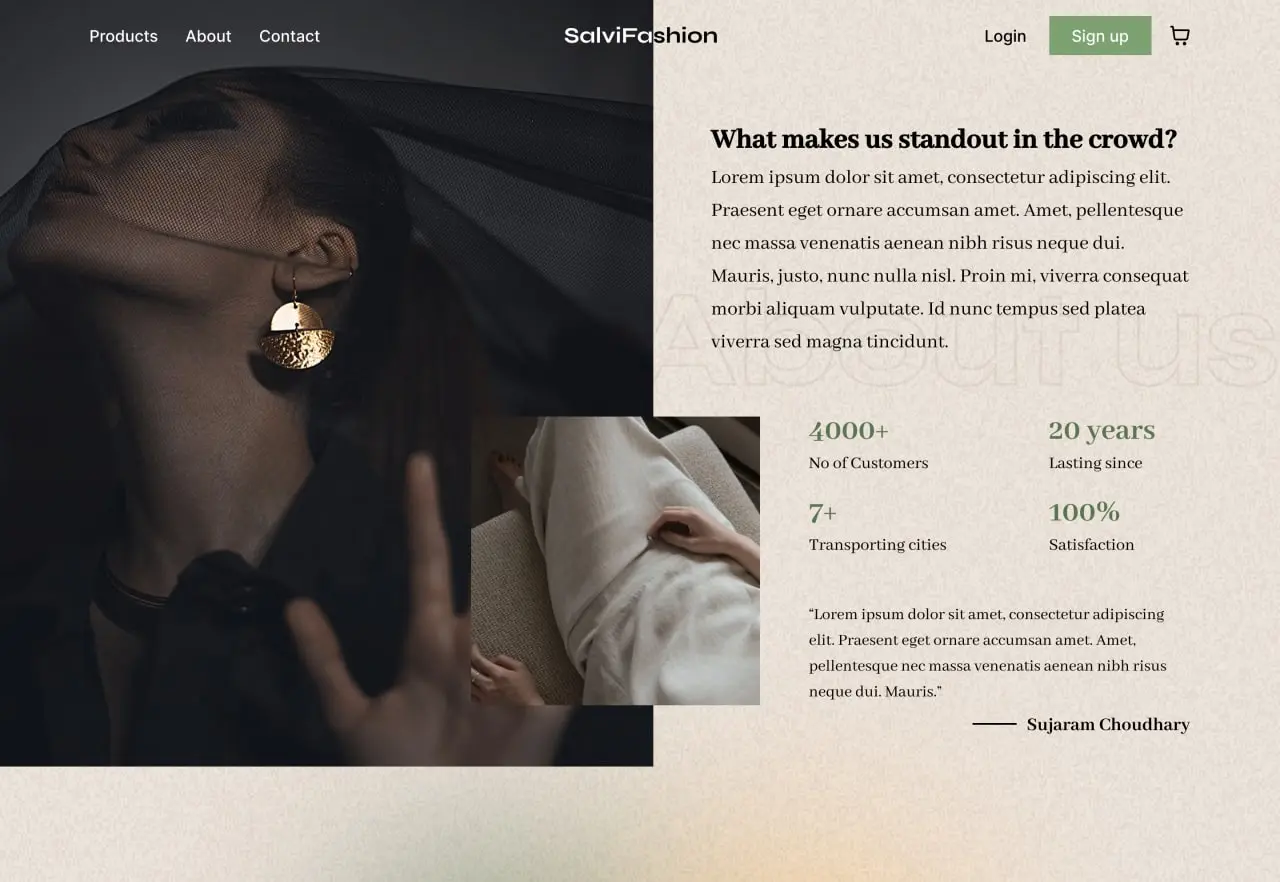 Products About Contact
SalviFashion
Login Sign up
What makes us standout in the crowd?
Lorem ipsum dolor sit amet, consectetur adipiscing elit.
Praesent eget ornare accumsan amet. Amet, pellentesque
nec massa venenatis aenean nibh risus neque dui.
Mauris, justo, nunc nulla nisl. Proin mi, viverra consequat
morbi aliquam vulputate. Id nunc tempus sed platea
viverra sed magna tincidunt.
About us
4000+ 20 years
No of Customers Lasting since
7+ 100%
Transporting cities Satisfaction
“Lorem ipsum dolor sit amet, consectetur adipiscing
elit. Praesent eget ornare accumsan amet. Amet,
pellentesque nec massa venenatis aenean nibh risus
neque dui. Mauris.”
Sujaram Choudhary